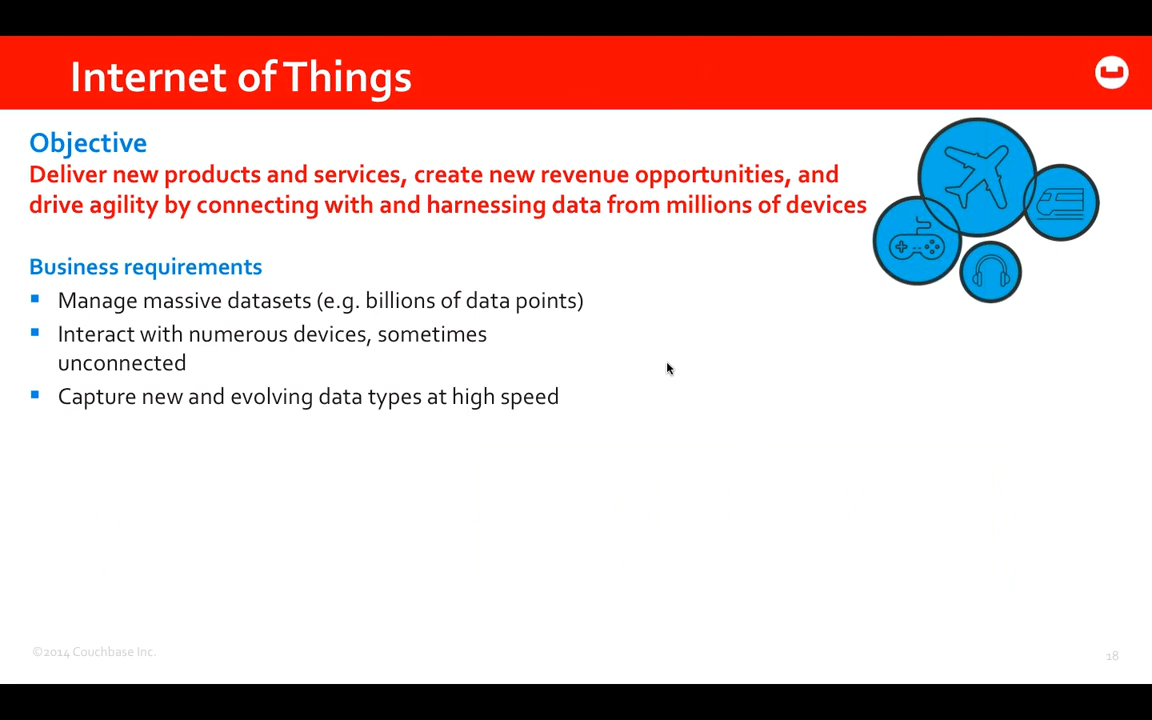 Internet of Things
Objective
Deliver new products and services, create new revenue opportunities, and
drive agility by connecting with and harnessing data from millions of devices
Business requirements
Manage massive datasets (e.g. billions of data points)
Interact with numerous devices, sometimes
unconnected
Capture new and evolving data types at high speed
©2014 Couchbase Inc.
18